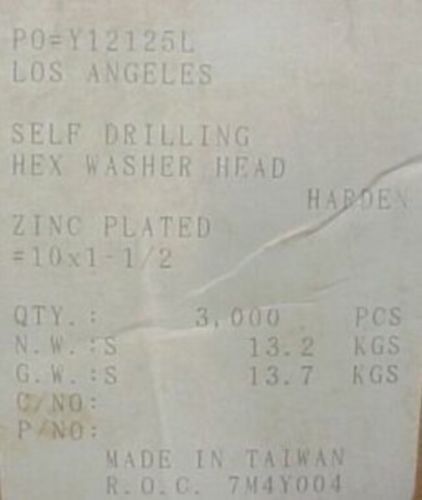 PO=Y12125L
LOS ANGELES
SELF DRILLING
HEX WASHER HEAD
HARDEN
ZINC PLATED
=10x1-1/2
QTY.: 3,000 PCS
N.W.:S 13.2 KGS
G.W.:S 13.7 KGS
C/NO:
P/NO:
MADE IN TAIWAN
R.O.C. 7M4Y004